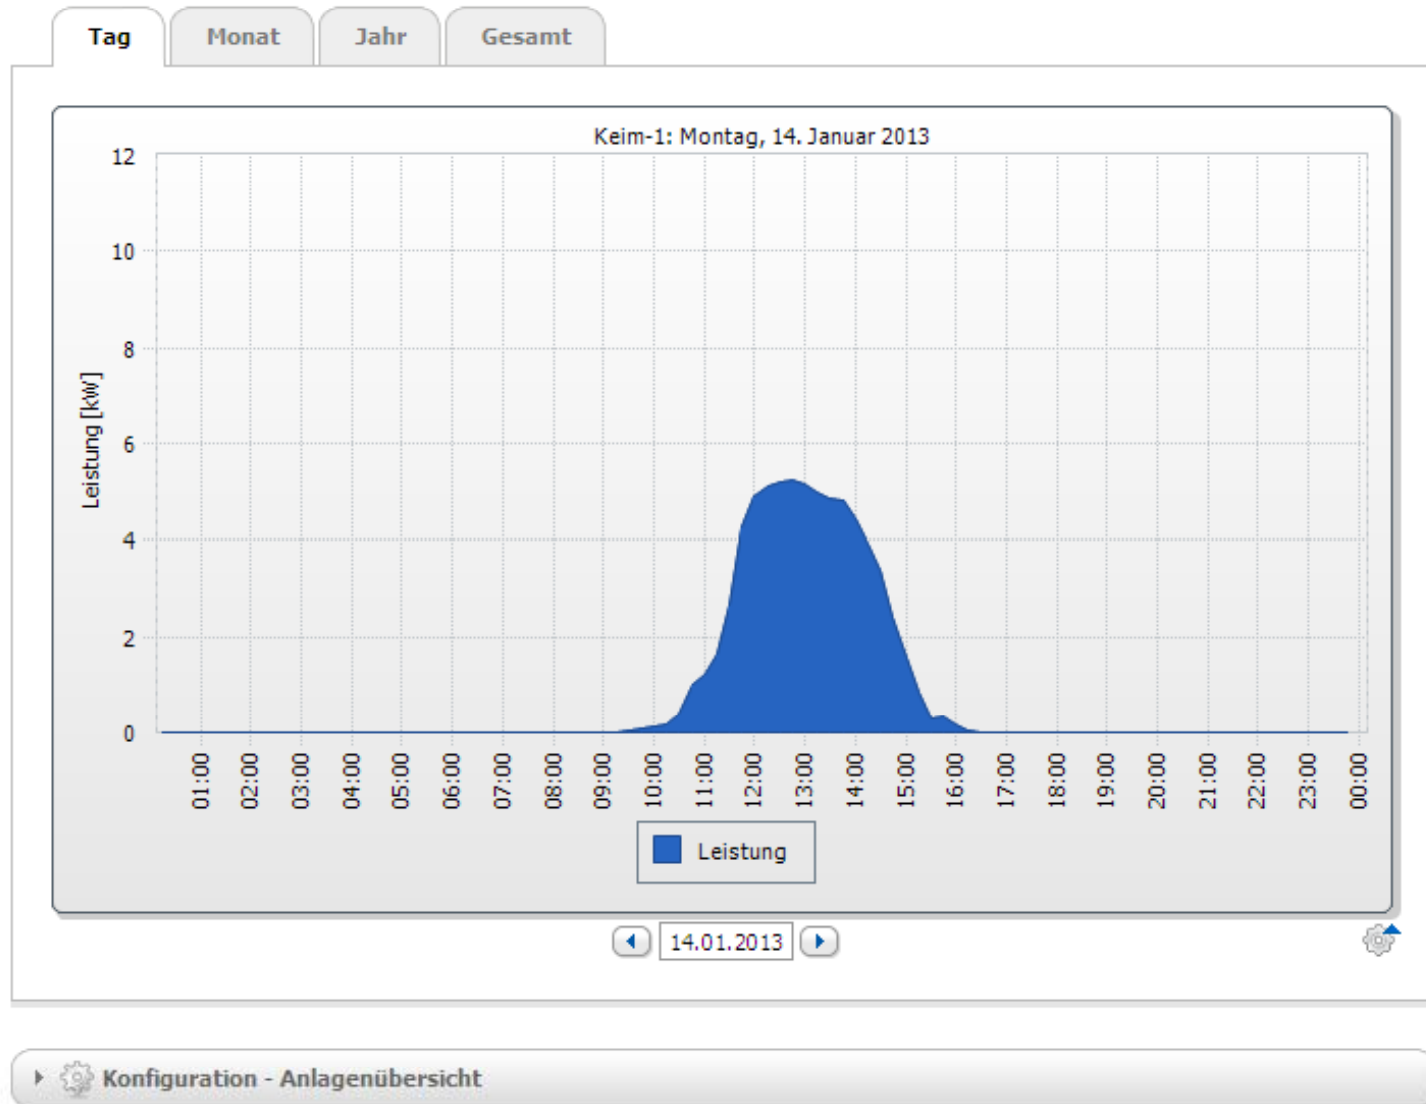 Tag Monat Jahr Gesamt
Keim-1: Montag, 14. Januar 2013
12
10
8
6
4
2
0
Leistung [kW]
01:00 02:00 03:00 04:00 05:00 06:00 07:00 08:00 09:00 10:00 11:00 12:00 13:00 14:00 15:00 16:00 17:00 18:00 19:00 20:00 21:00 22:00 23:00 00:00
Leistung
14.01.2013
Konfiguration - Anlagenübersicht